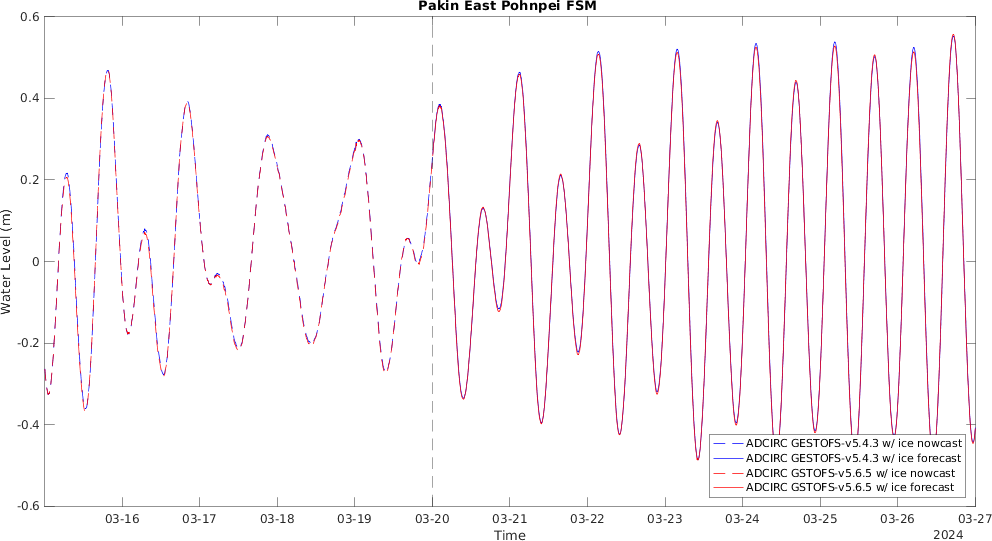 Pakin East Pohnpei FSM
0.6
0.4
0.2
0
-0.2
-0.4
-0.6
Water Level (m)
ADCIRC GESTOFS-v5.4.3 w/ ice nowcast
ADCIRC GESTOFS-v5.4.3 w/ ice forecast
ADCIRC GSTOFS-v5.6.5 w/ ice nowcast
ADCIRC GSTOFS-v5.6.5 w/ ice forecast
03-16 03-17 03-18 03-19 03-20 03-21 03-22 03-23 03-24 03-25 03-26 03-27
Time
2024